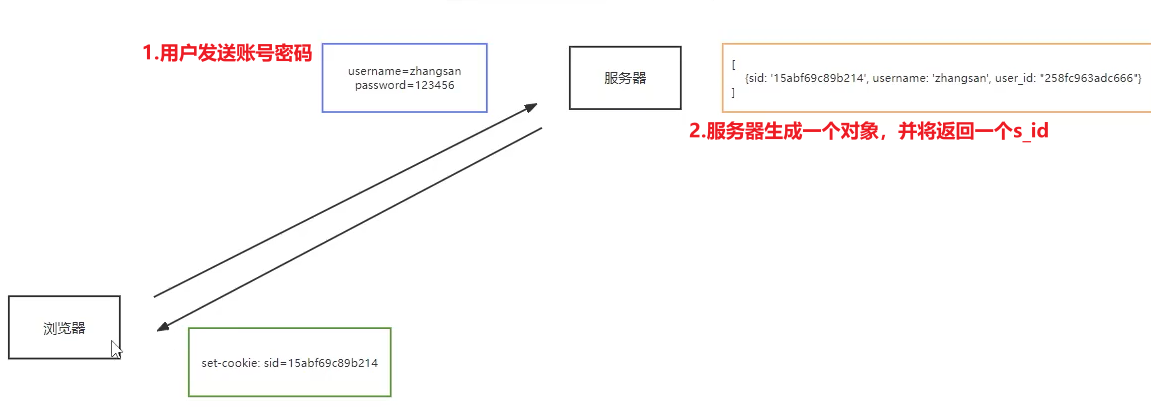 1.用户发送账号密码
username=zhangsan
password=123456
服务器
[
{sid: '15abf69c89b214', username: 'zhangsan', user_id: "258fc963adc666"}
]
2.服务器生成一个对象，并将返回一个s_id
浏览器
set-cookie: sid=15abf69c89b214